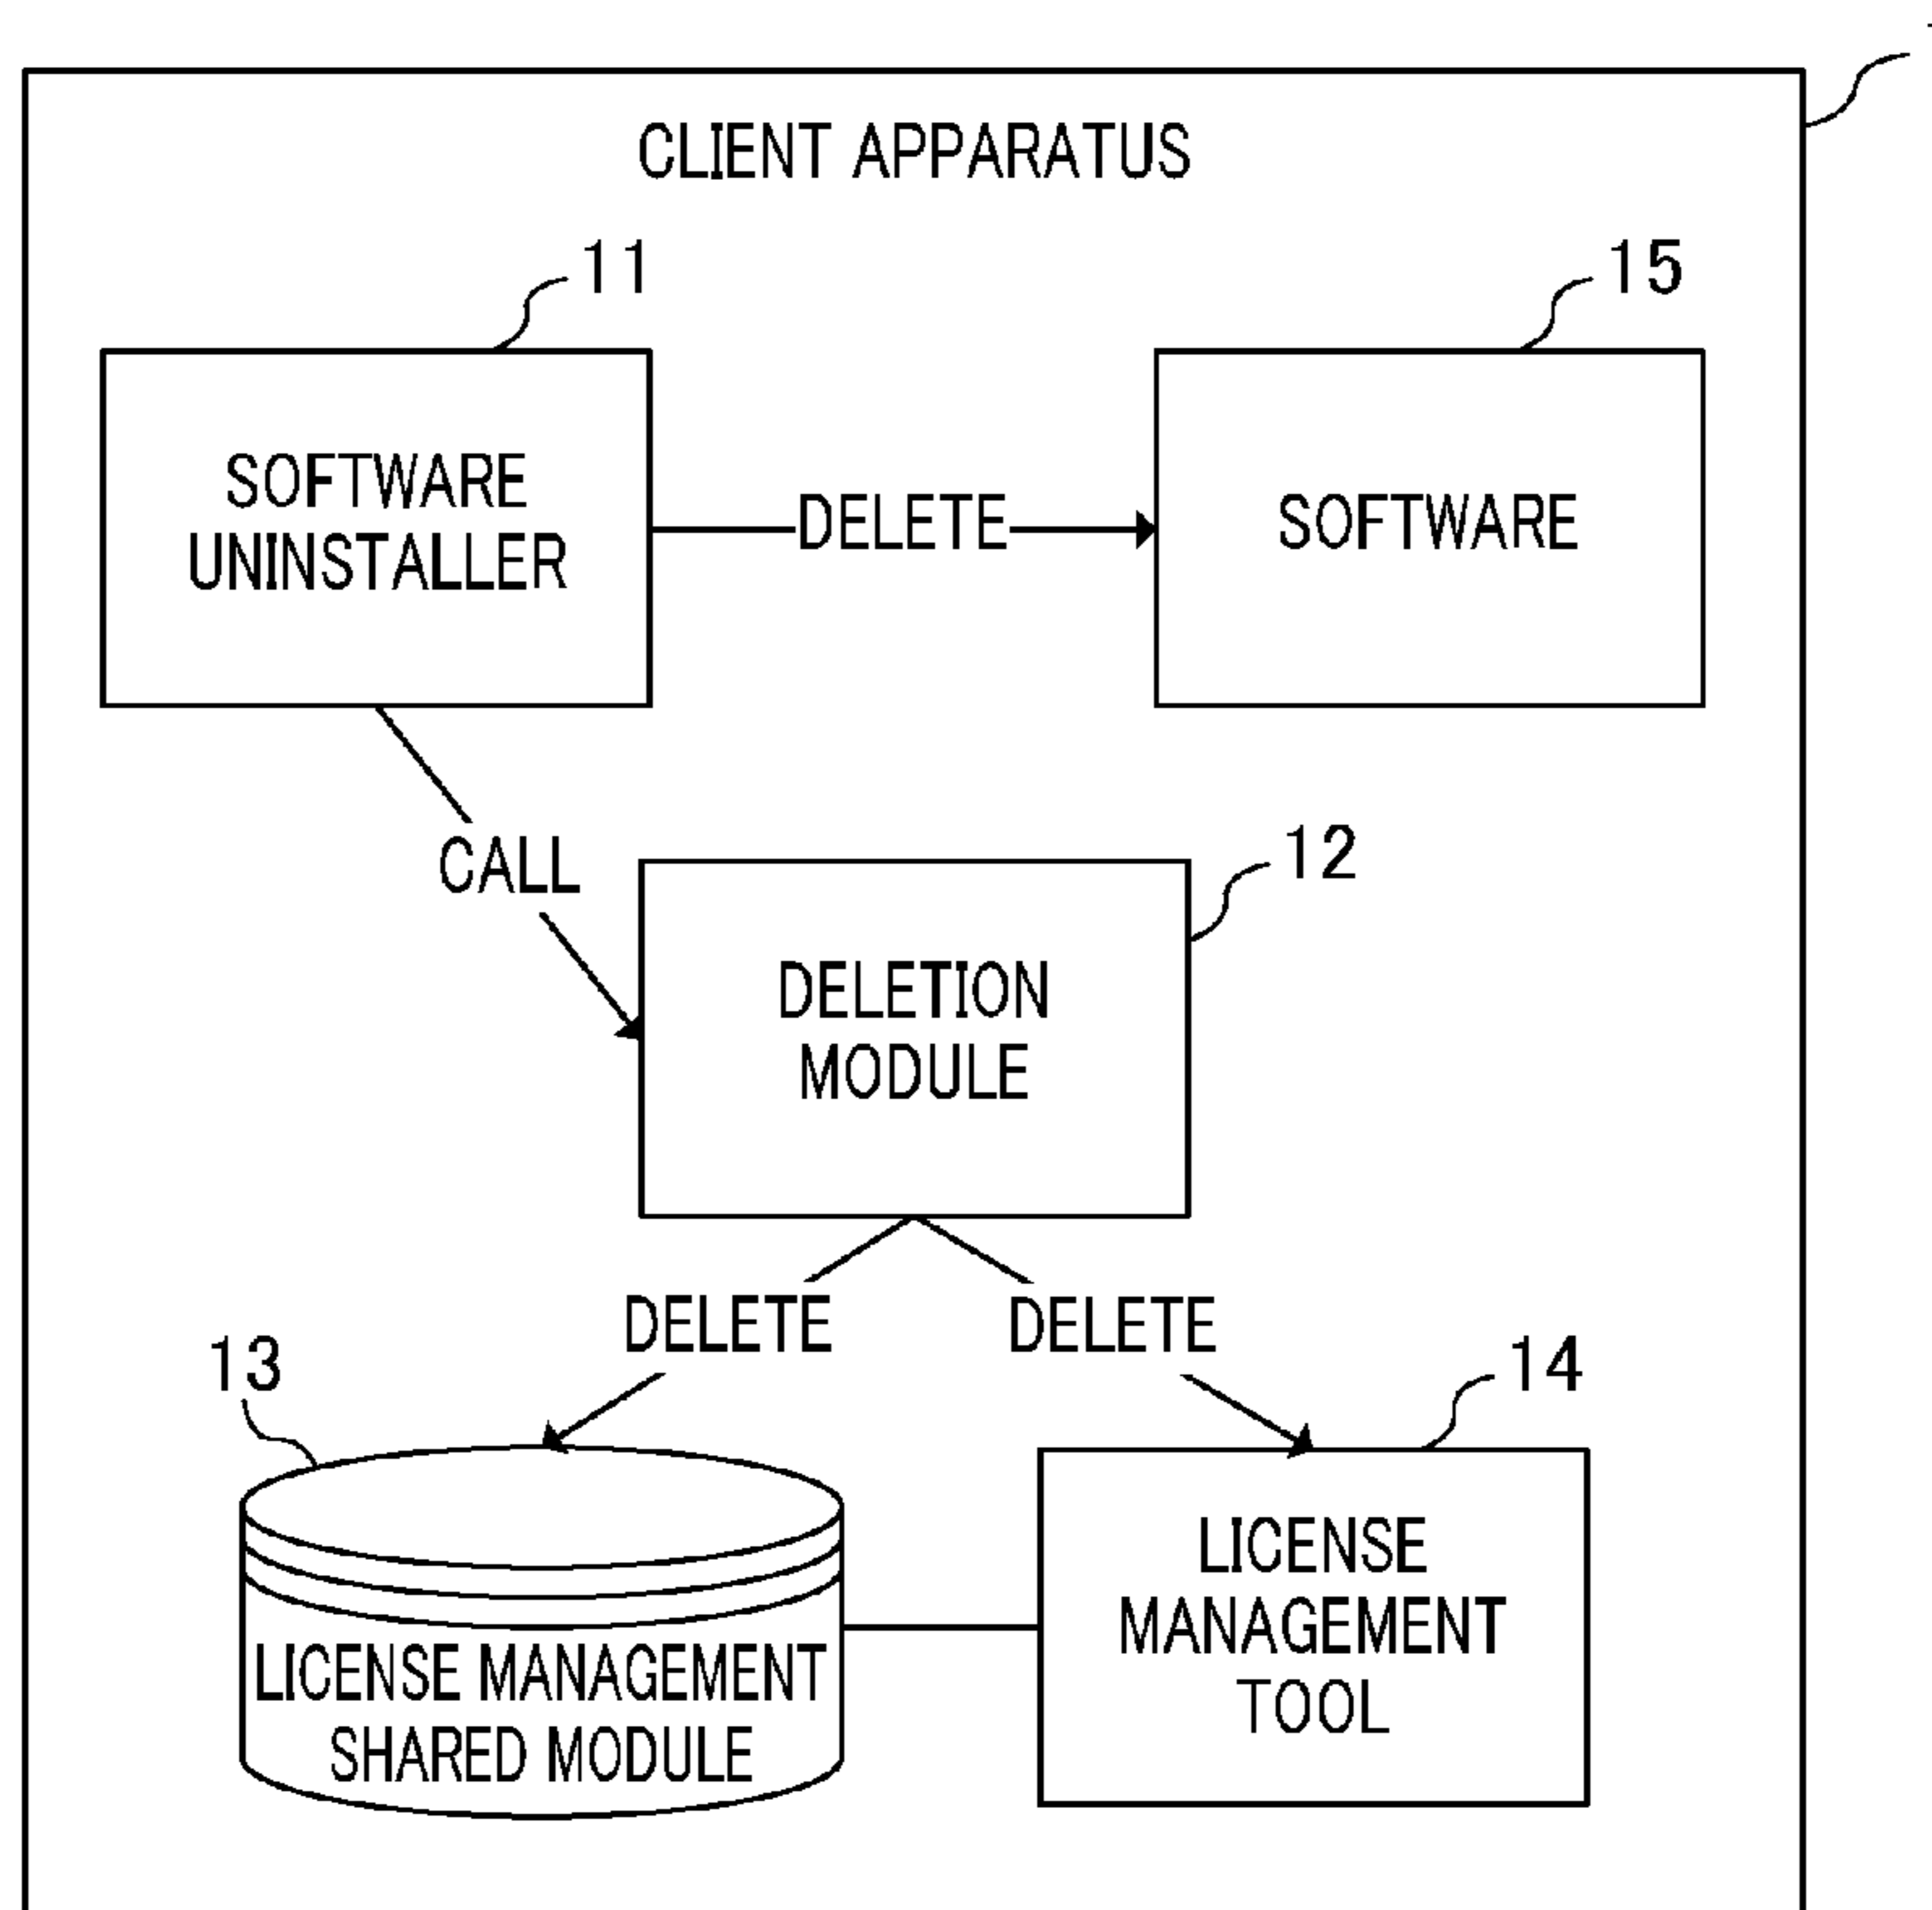 CLIENT APPARATUS
11
15
SOFTWARE
UNINSTALLER
DELETE
SOFTWARE
CALL
12
DELETION
MODULE
DELETE
DELETE
13
14
LICENSE MANAGEMENT
SHARED MODULE
LICENSE
MANAGEMENT
TOOL